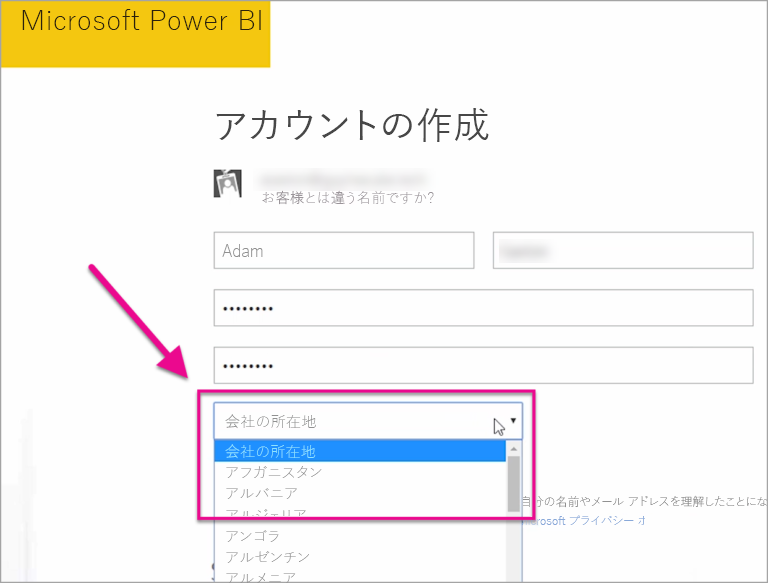 Microsoft Power BI
アカウントの作成
お客様とは違う名前ですか?
Adam
••••••••
••••••••
会社の所在地
会社の所在地
アフガニスタン
アルバニア
アルジェリア
自分の名前やメール アドレスを理解したことにな
Microsoft プライバシー オ
アンゴラ
アルゼンチン
アルメニア